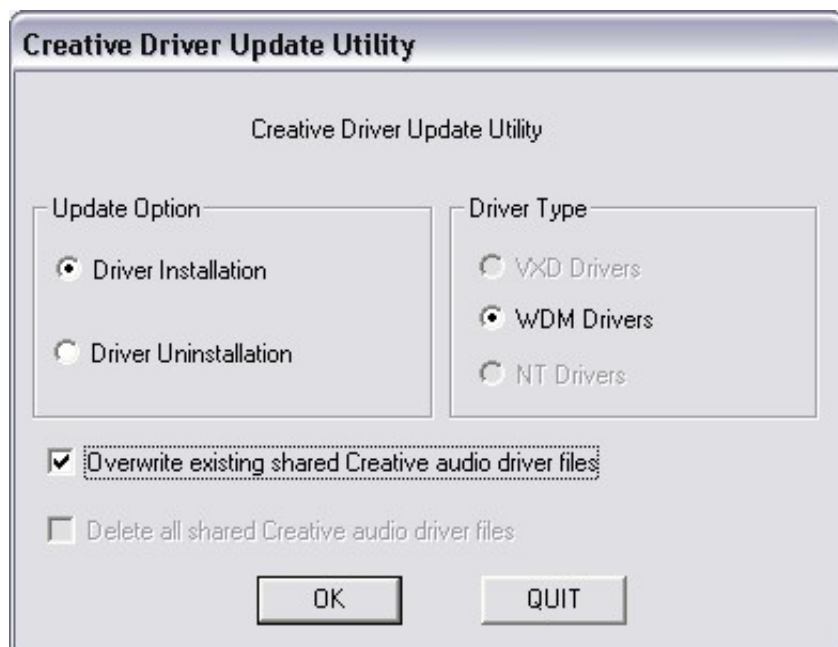 Creative Driver Update Utility
Creative Driver Update Utility
Update Option
Driver Installation
Driver Uninstallation
Driver Type
VXD Drivers
WDM Drivers
NT Drivers
Overwrite existing shared Creative audio driver files
Delete all shared Creative audio driver files
OK
QUIT